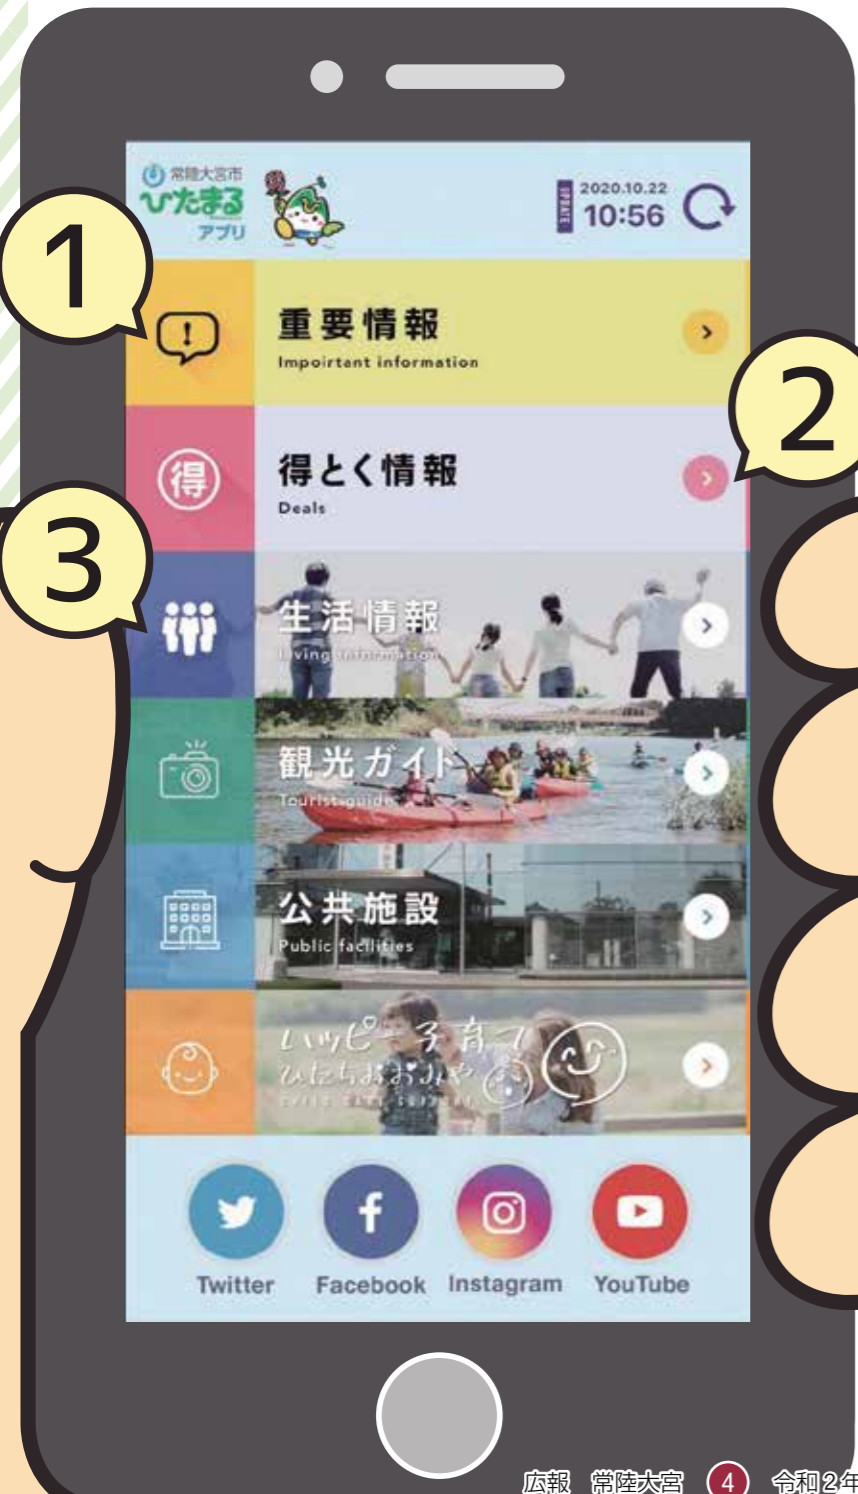 常陸大宮市
ひたまる
アプリ
UPDATE
2020.10.22
10:56
1
!
重要情報
Impoirtant information
2
得
得とく情報
Deals
3
生活情報
Living information
観光ガイド
Tourist guide
公共施設
Public facilities
ハッピー子育て
ひたちおおみや
CHILD CARE SUPPORT
Twitter
Facebook
Instagram
YouTube
広報 常陸大宮 4 令和2年